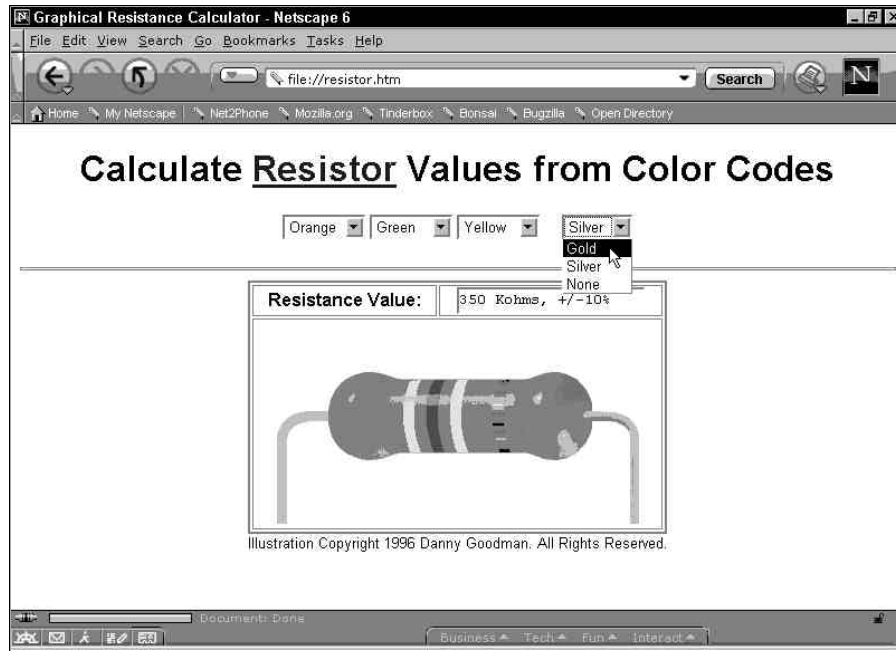 Graphical Resistance Calculator - Netscape 6
File Edit View Search Go Bookmarks Tasks Help
file://resistor.htm Search N
Home My Netscape Net2Phone Mozilla.org Tinderbox Bonsai Bugzilla Open Directory
Calculate Resistor Values from Color Codes
Orange Green Yellow Silver
Gold
Silver
None
Resistance Value: 350 Kohms, +/-10%
Illustration Copyright 1996 Danny Goodman. All Rights Reserved.
Document: Done
Business Tech Fun Interact